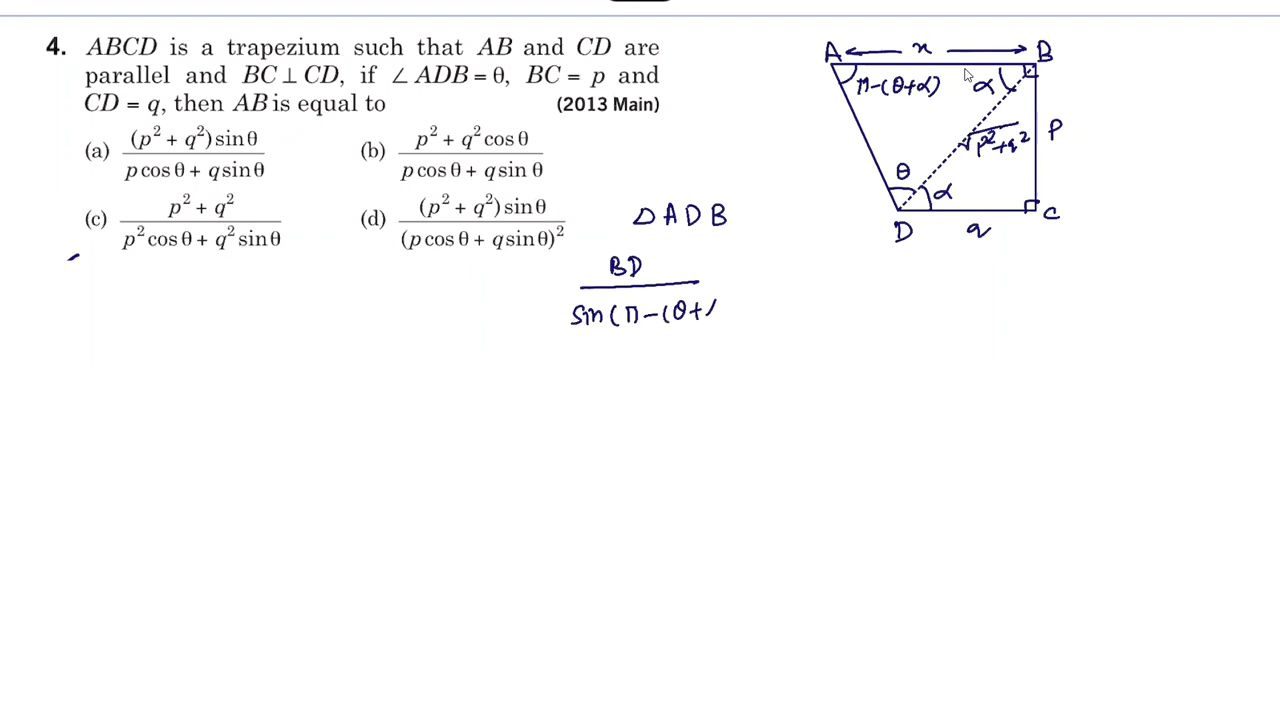 4. ABCD is a trapezium such that AB and CD are
parallel and BC ⊥ CD, if ∠ ADB = θ, BC = p and
CD = q, then AB is equal to (2013 Main)
(a) (p² + q²) sin θ / p cos θ + q sin θ
(b) p² + q² cos θ / p cos θ + q sin θ
(c) p² + q² / p² cos θ + q² sin θ
(d) (p² + q²) sin θ / (p cos θ + q sin θ)²
A x B
π-(θ+α) α
√p²+q² P
θ α
D q C
Δ A D B
BD
Sin(π-(θ+